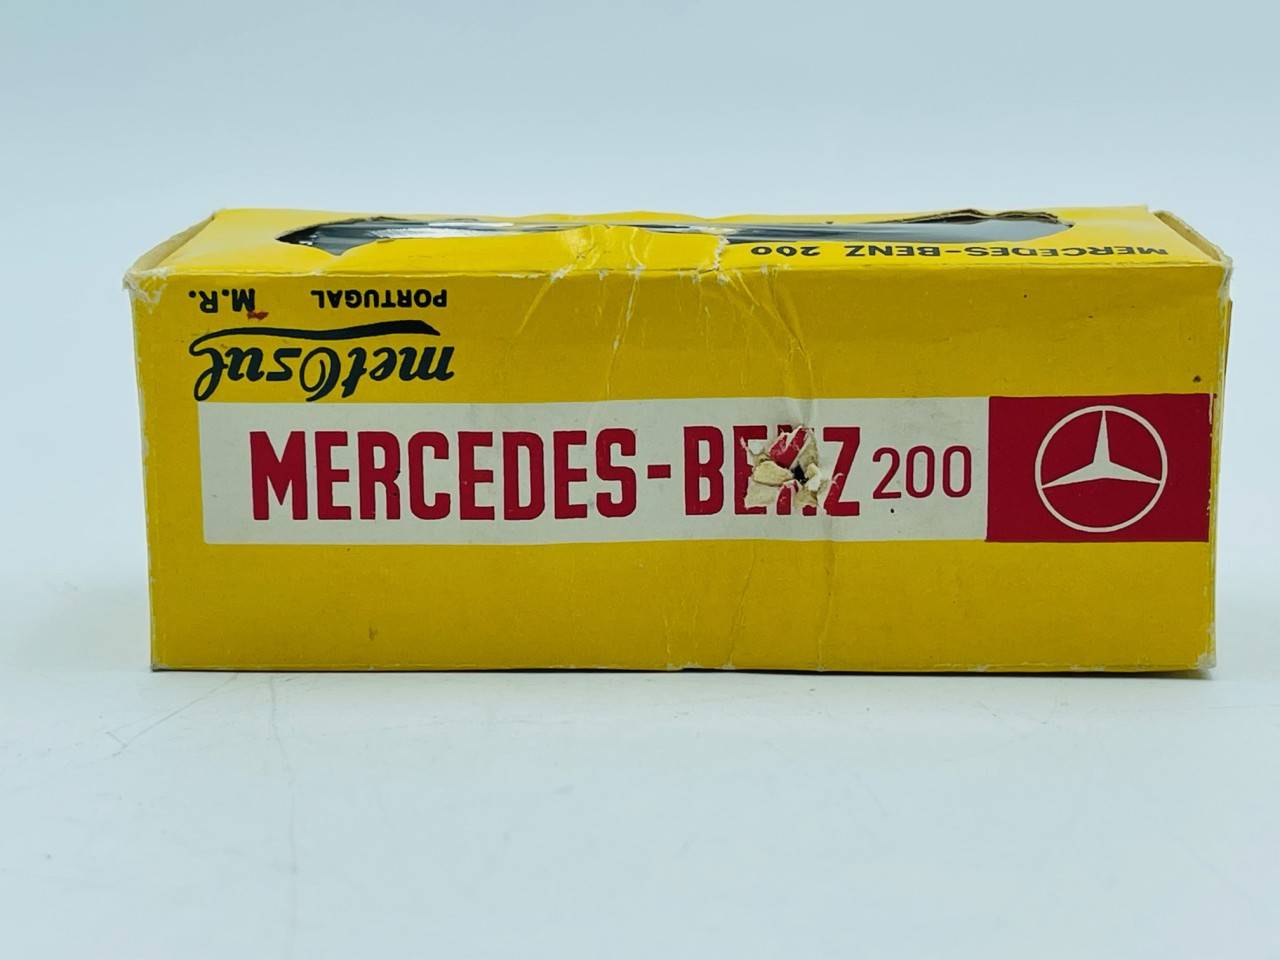 MERCEDES-BENZ 200
metosul
PORTUGAL M.R.
MERCEDES-BENZ 200